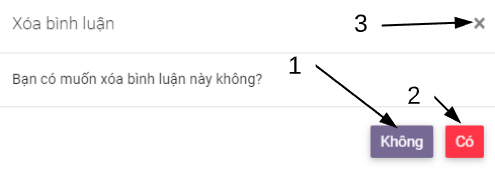 Xóa bình luận 3 ×
Bạn có muốn xóa bình luận này không?
1
2
Không Có